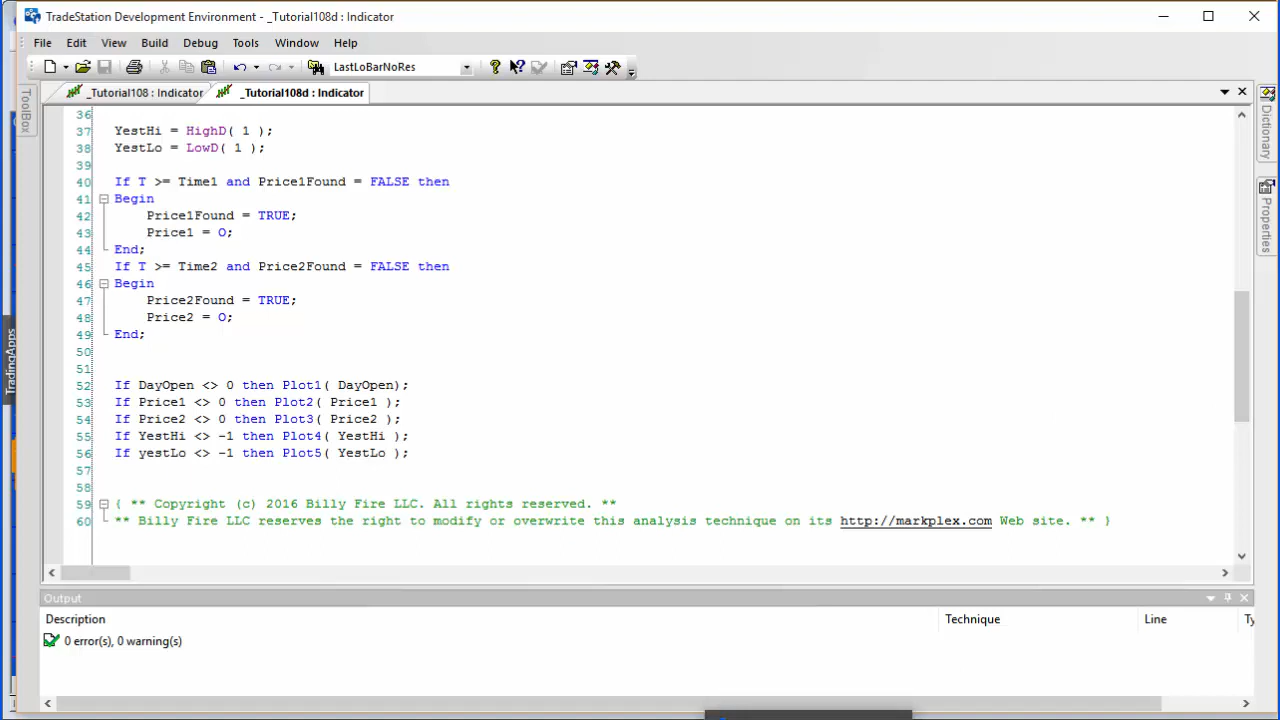 TradeStation Development Environment - _Tutorial108d : Indicator
File Edit View Build Debug Tools Window Help
LastLoBarNoRes
_Tutorial108 : Indicator _Tutorial108d : Indicator
ToolBox
TradingApps
Dictionary
Properties
36
37 YestHi = HighD( 1 );
38 YestLo = LowD( 1 );
39
40 If T >= Time1 and Price1Found = FALSE then
41 Begin
42 Price1Found = TRUE;
43 Price1 = O;
44 End;
45 If T >= Time2 and Price2Found = FALSE then
46 Begin
47 Price2Found = TRUE;
48 Price2 = O;
49 End;
50
51
52 If DayOpen <> 0 then Plot1( DayOpen);
53 If Price1 <> 0 then Plot2( Price1 );
54 If Price2 <> 0 then Plot3( Price2 );
55 If YestHi <> -1 then Plot4( YestHi );
56 If yestLo <> -1 then Plot5( YestLo );
57
58
59 { ** Copyright (c) 2016 Billy Fire LLC. All rights reserved. **
60 ** Billy Fire LLC reserves the right to modify or overwrite this analysis technique on its http://markplex.com Web site. ** }
Output
Description Technique Line Ty
0 error(s), 0 warning(s)